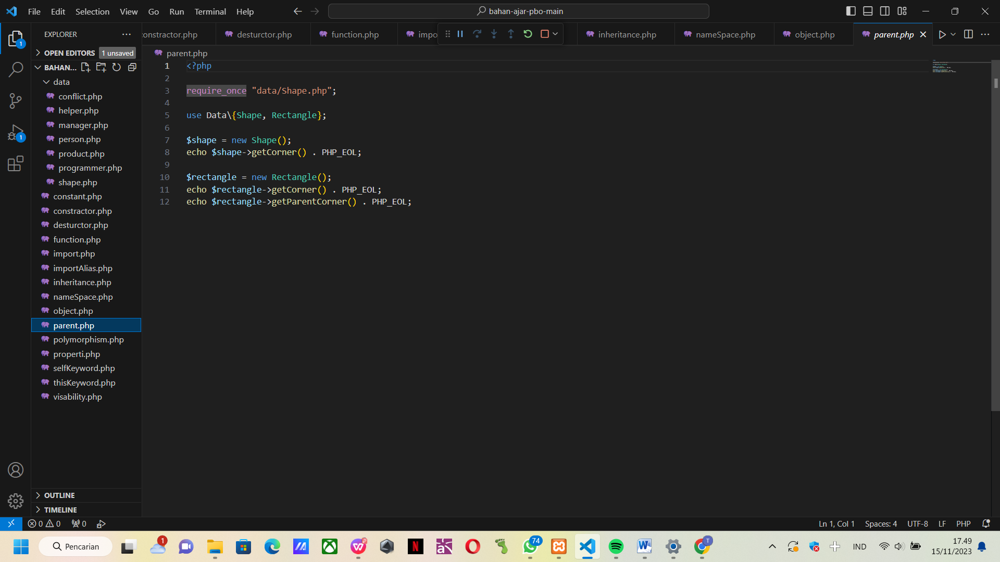 File Edit Selection View Go Run Terminal Help
bahan-ajar-pbo-main
EXPLORER
onstractor.php
desturctor.php
function.php
impo
inheritance.php
nameSpace.php
object.php
parent.php
OPEN EDITORS 1 unsaved
BAHAN...
data
conflict.php
helper.php
manager.php
person.php
product.php
programmer.php
shape.php
constant.php
constractor.php
desturctor.php
function.php
import.php
importAlias.php
inheritance.php
nameSpace.php
object.php
parent.php
polymorphism.php
properti.php
selfKeyword.php
thisKeyword.php
visability.php
OUTLINE
TIMELINE
1
1
parent.php
1 <?php
2
3 require_once "data/Shape.php";
4
5 use Data\{Shape, Rectangle};
6
7 $shape = new Shape();
8 echo $shape->getCorner() . PHP_EOL;
9
10 $rectangle = new Rectangle();
11 echo $rectangle->getCorner() . PHP_EOL;
12 echo $rectangle->getParentCorner() . PHP_EOL;
0 0 0
Ln 1, Col 1 Spaces: 4 UTF-8 LF PHP
Pencarian
1
74
T
IND
17.49
15/11/2023